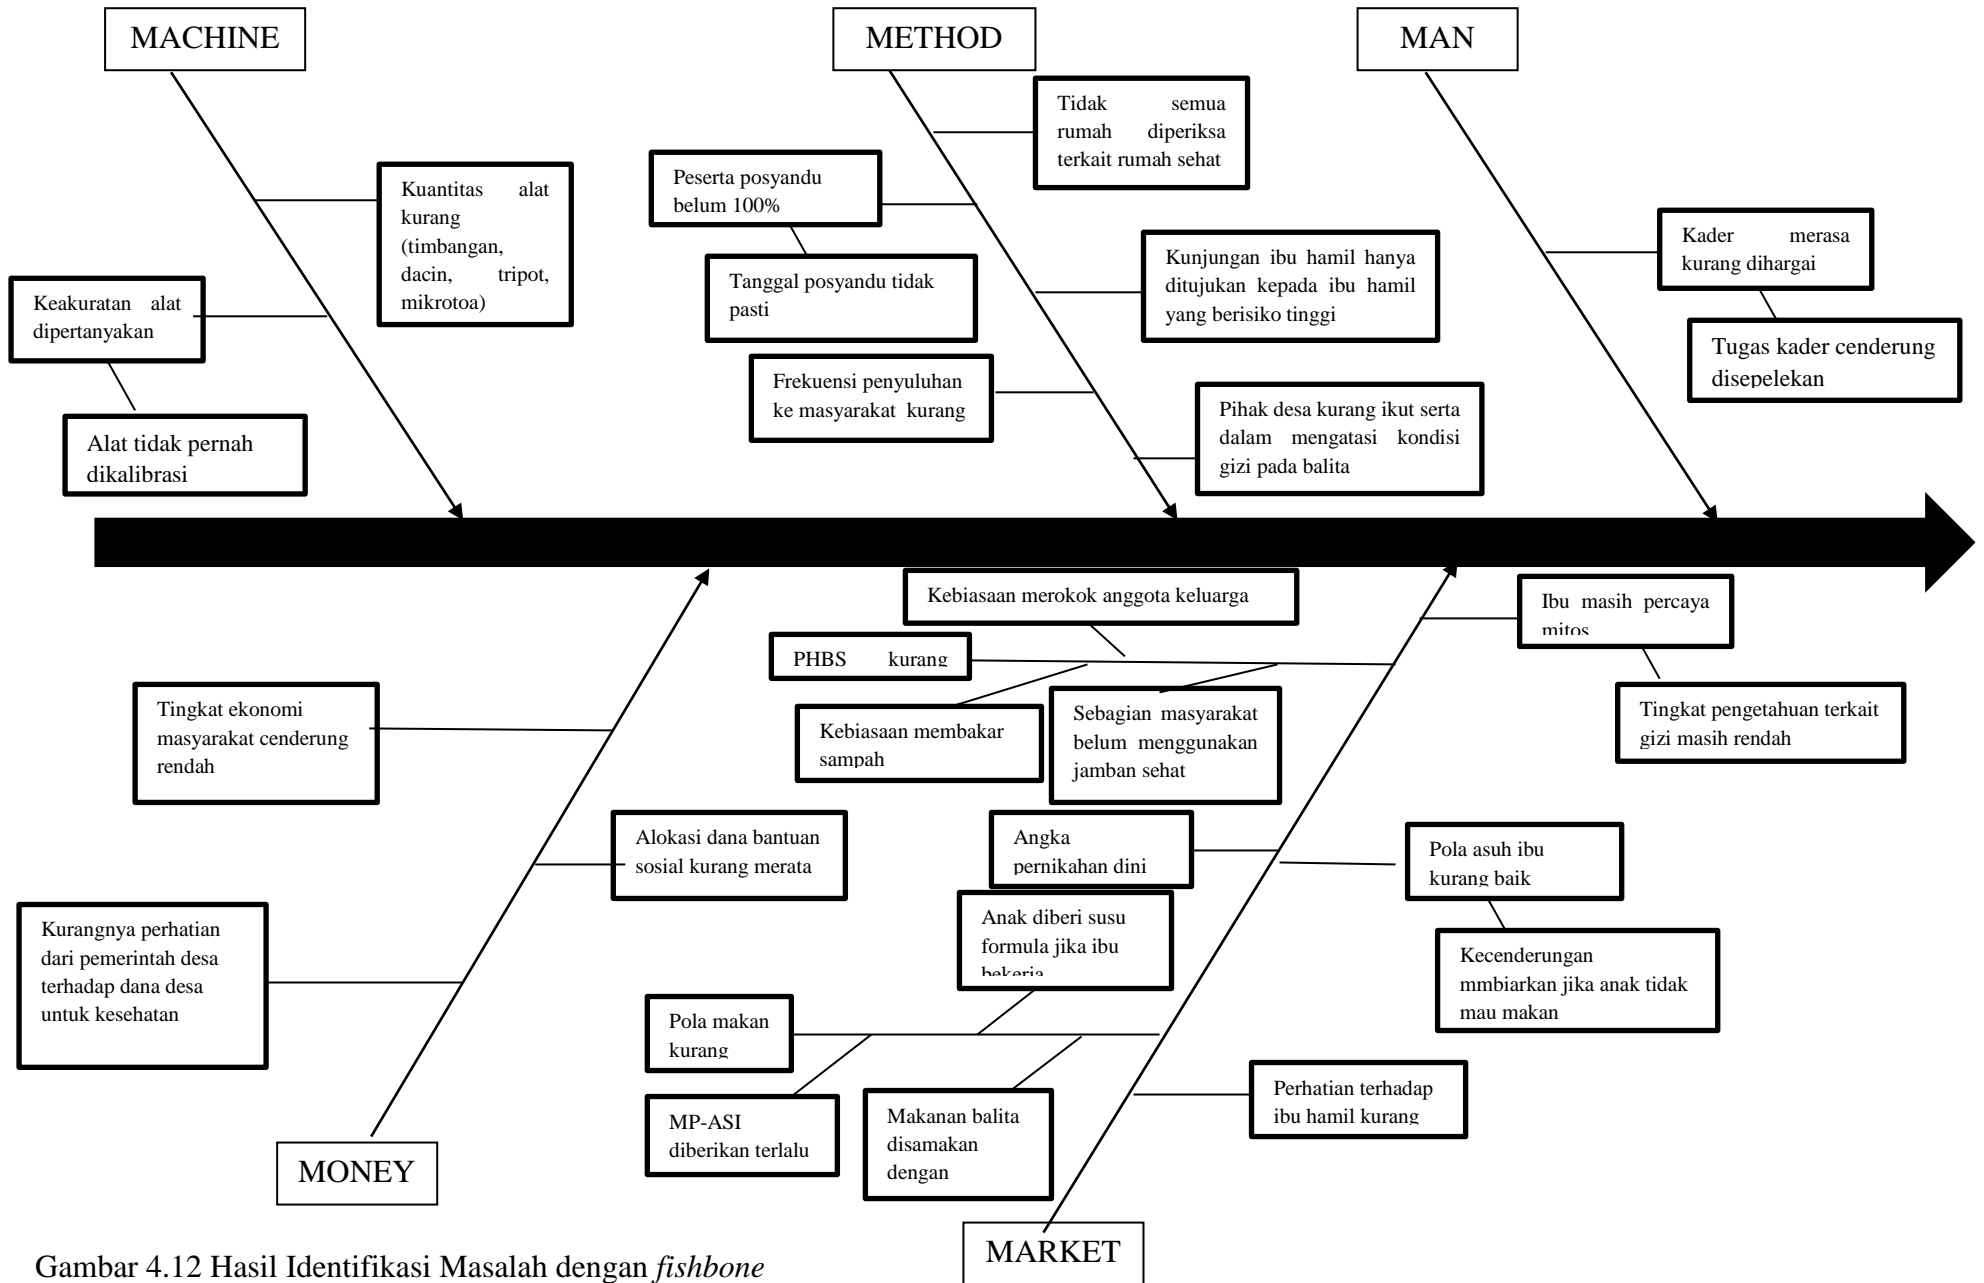 MACHINE
METHOD
MAN
Tidak semua
rumah diperiksa
terkait rumah sehat
Peserta posyandu
belum 100%
Kuantitas alat
kurang
(timbangan,
dacin, tripot,
mikrotoa)
Kader merasa
kurang dihargai
Kunjungan ibu hamil hanya
ditujukan kepada ibu hamil
yang berisiko tinggi
Tanggal posyandu tidak
pasti
Keakuratan alat
dipertanyakan
Tugas kader cenderung
disepelekan
Frekuensi penyuluhan
ke masyarakat kurang
Pihak desa kurang ikut serta
dalam mengatasi kondisi
gizi pada balita
Alat tidak pernah
dikalibrasi
Kebiasaan merokok anggota keluarga
Ibu masih percaya
mitos
PHBS kurang
Tingkat ekonomi
masyarakat cenderung
rendah
Kebiasaan membakar
sampah
Sebagian masyarakat
belum menggunakan
jamban sehat
Tingkat pengetahuan terkait
gizi masih rendah
Alokasi dana bantuan
sosial kurang merata
Angka
pernikahan dini
Pola asuh ibu
kurang baik
Anak diberi susu
formula jika ibu
bekerja
Kurangnya perhatian
dari pemerintah desa
terhadap dana desa
untuk kesehatan
Kecenderungan
mmbiarkan jika anak tidak
mau makan
Pola makan
kurang
MP-ASI
diberikan terlalu
Makanan balita
disamakan
dengan
Perhatian terhadap
ibu hamil kurang
MONEY
MARKET
Gambar 4.12 Hasil Identifikasi Masalah dengan fishbone